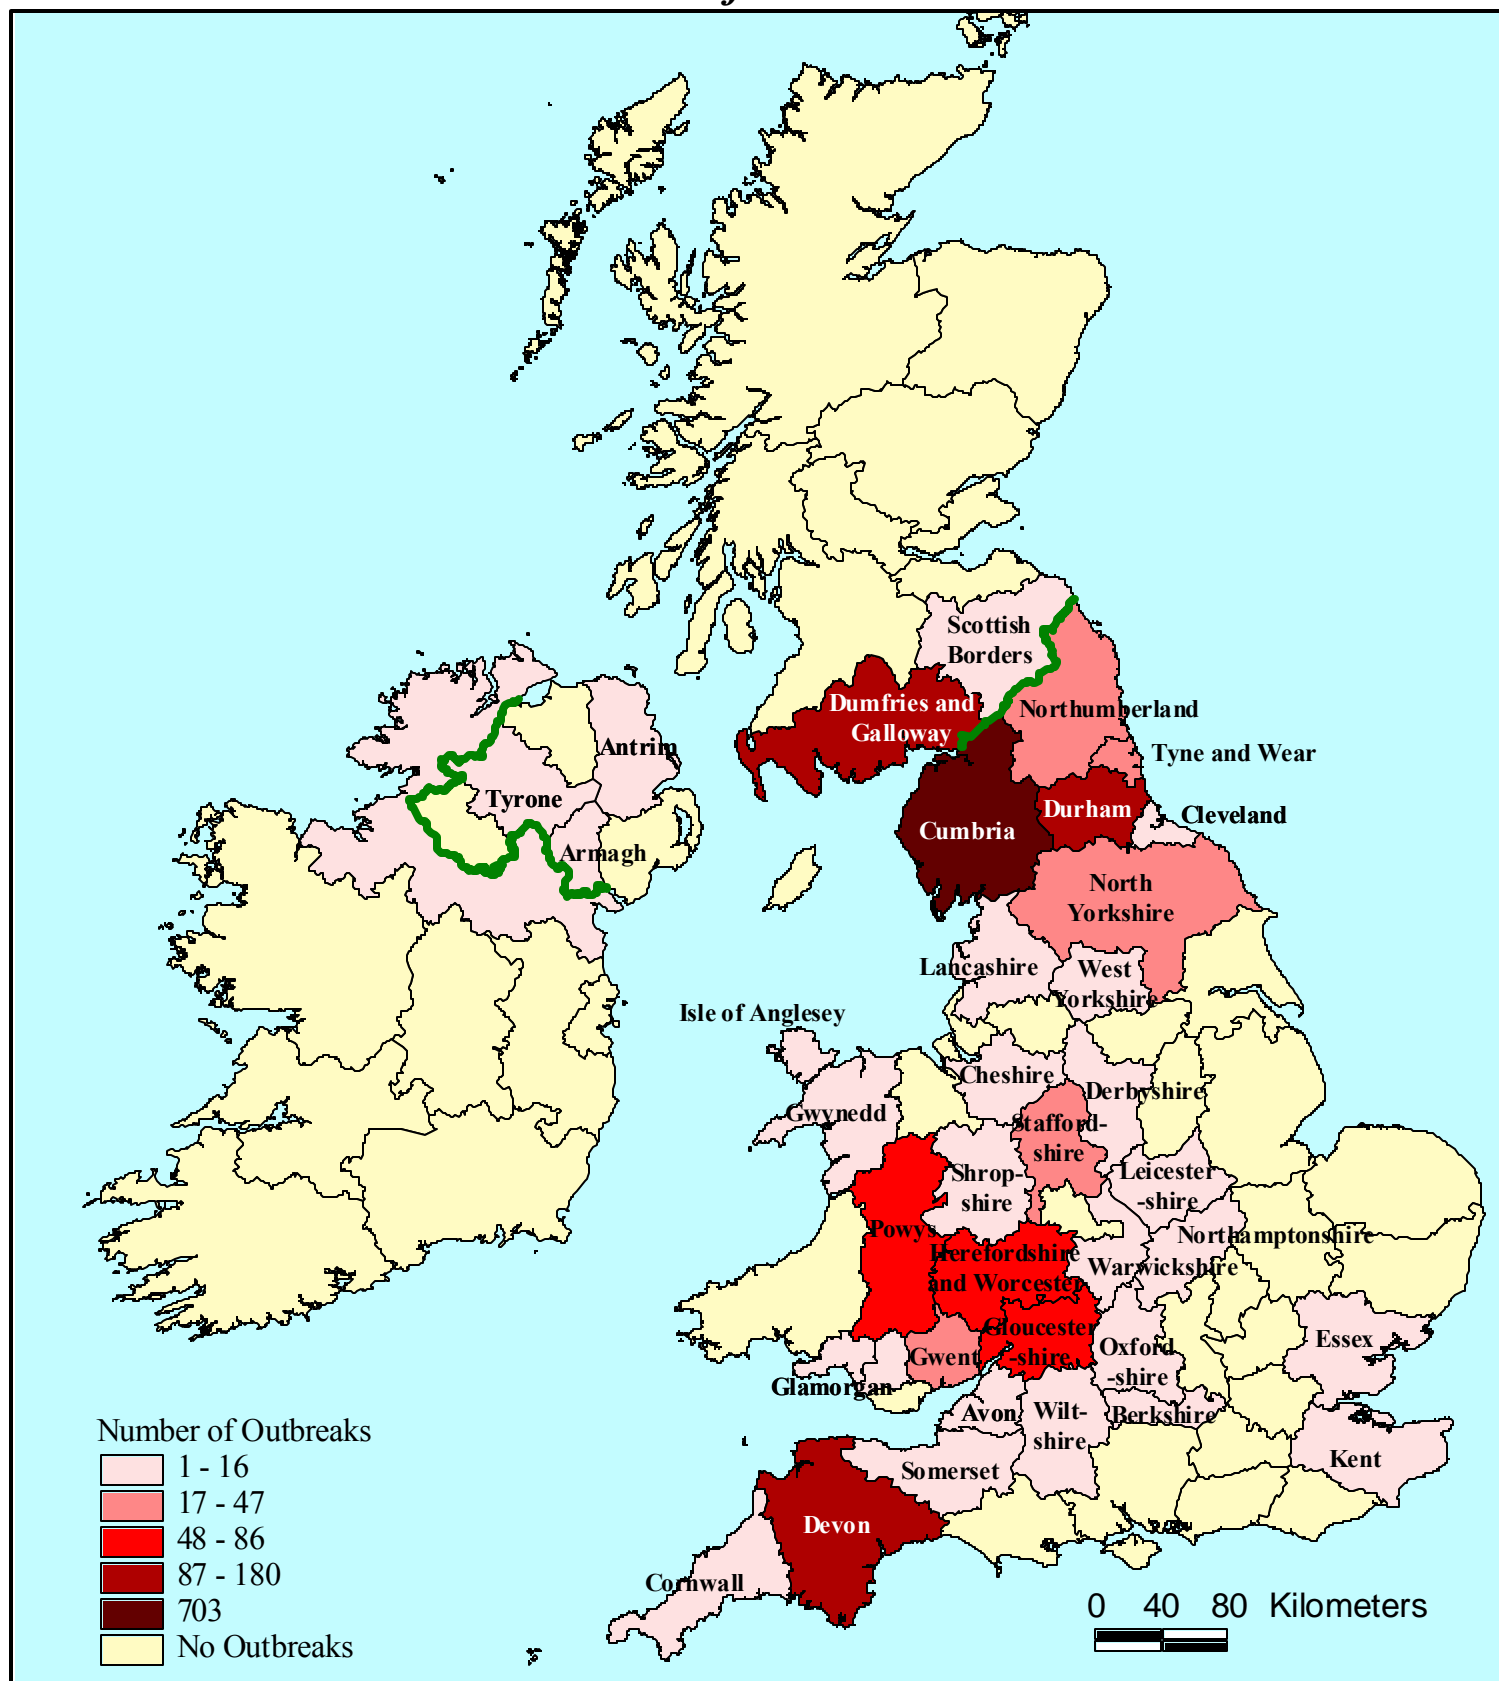 Scottish
Borders
Dumfries and
Galloway
Northumberland
Antrim
Tyne and Wear
Tyrone
Durham
Cleveland
Cumbria
Armagh
North
Yorkshire
Lancashire
West
Yorkshire
Isle of Anglesey
Cheshire
Derbyshire
Gwynedd
Stafford-
shire
Shrop-
shire
Leicester
-shire
Powys
Northamptonshire
Herefordshire
and Worcester
Warwickshire
Gloucester
-shire
Essex
Oxford
-shire
Gwent
Glamorgan
Avon
Wilt-
shire
Berkshire
Kent
Somerset
Devon
Cornwall
Number of Outbreaks
1 - 16
17 - 47
48 - 86
87 - 180
703
No Outbreaks
0 40 80 Kilometers